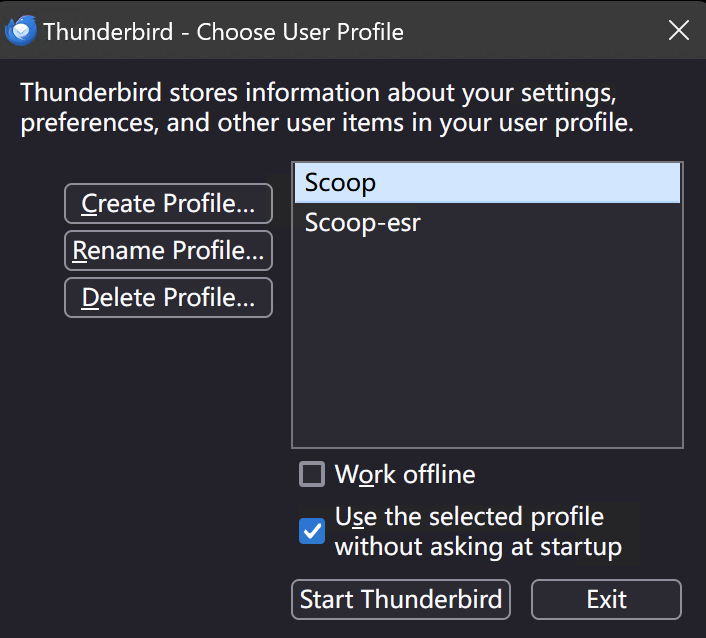 Thunderbird - Choose User Profile
Thunderbird stores information about your settings,
preferences, and other user items in your user profile.
Create Profile...
Rename Profile...
Delete Profile...
Scoop
Scoop-esr
Work offline
Use the selected profile
without asking at startup
Start Thunderbird
Exit